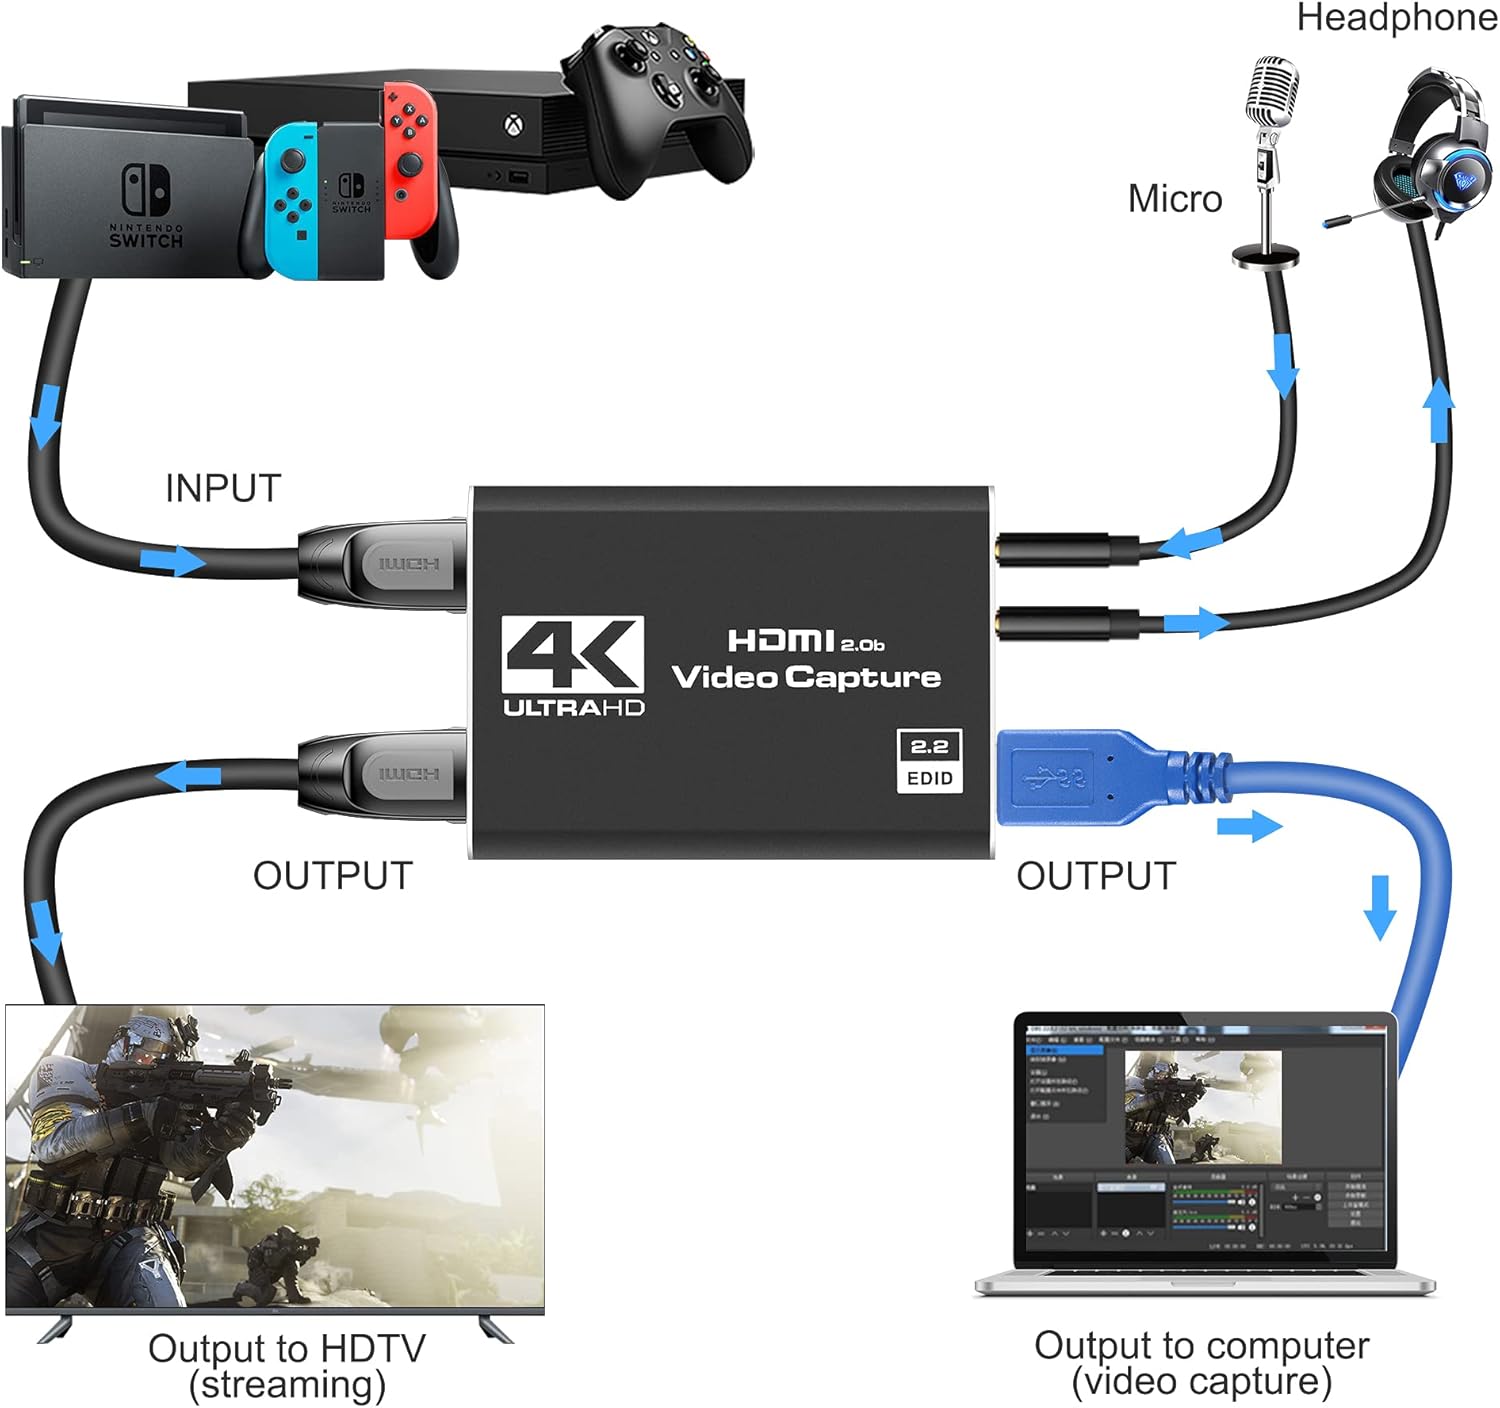 Headphone
Micro
NINTENDO
SWITCH
NINTENDO
SWITCH
X
Y
A
B
INPUT
HDMI
4K
ULTRAHD
HDMI 2.0b
Video Capture
2.2
EDID
HDMI
OUTPUT
OUTPUT
Output to HDTV
(streaming)
Output to computer
(video capture)